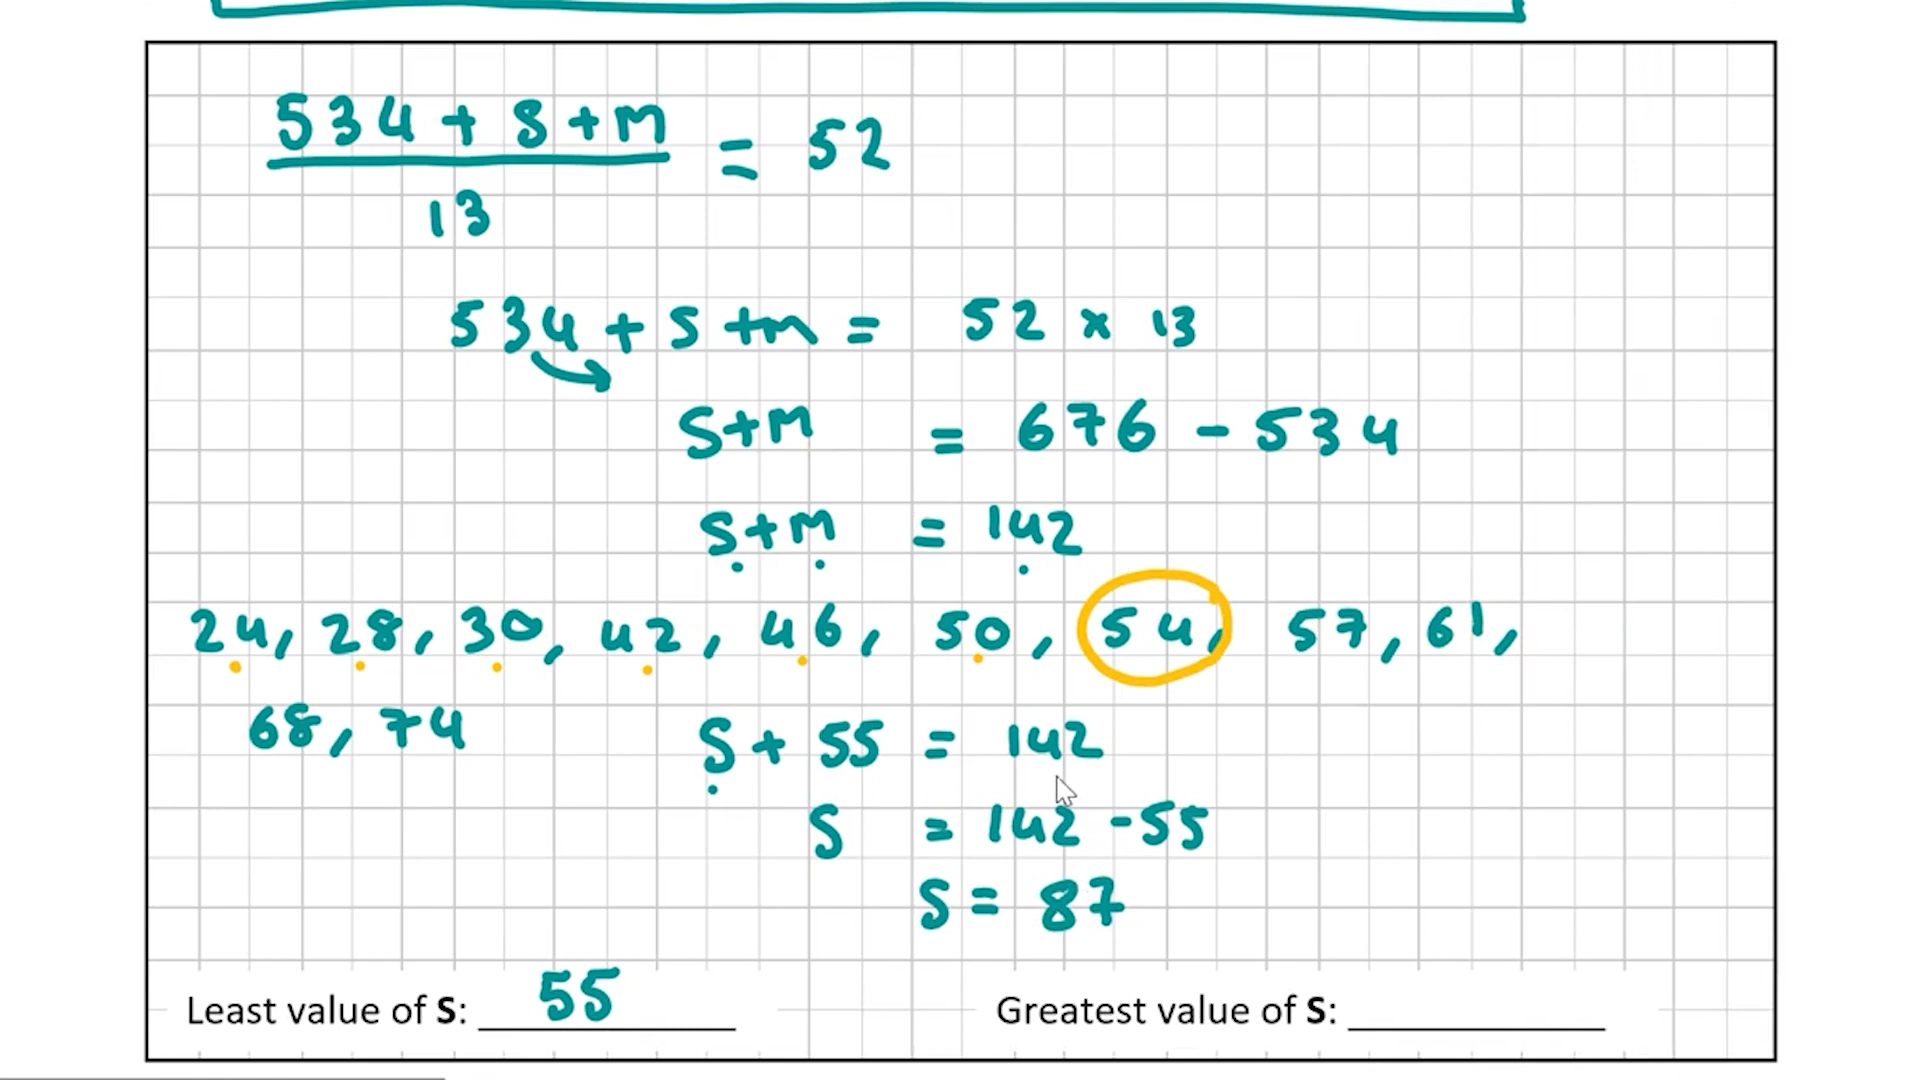 534 + S + M
= 52
13
534 + S + M = 52 × 13
S + M = 676 - 534
S + M = 142
24, 28, 30, 42, 46, 50, 54, 57, 61,
68, 74
S + 55 = 142
S = 142 - 55
S = 87
Least value of S: 55
Greatest value of S: